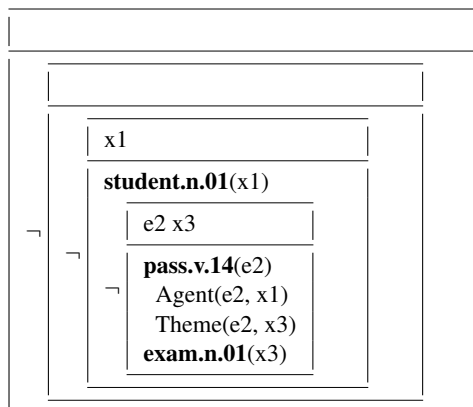 x1
student.n.01(x1)
e2 x3
¬ ¬ ¬ pass.v.14(e2)
Agent(e2, x1)
Theme(e2, x3)
exam.n.01(x3)